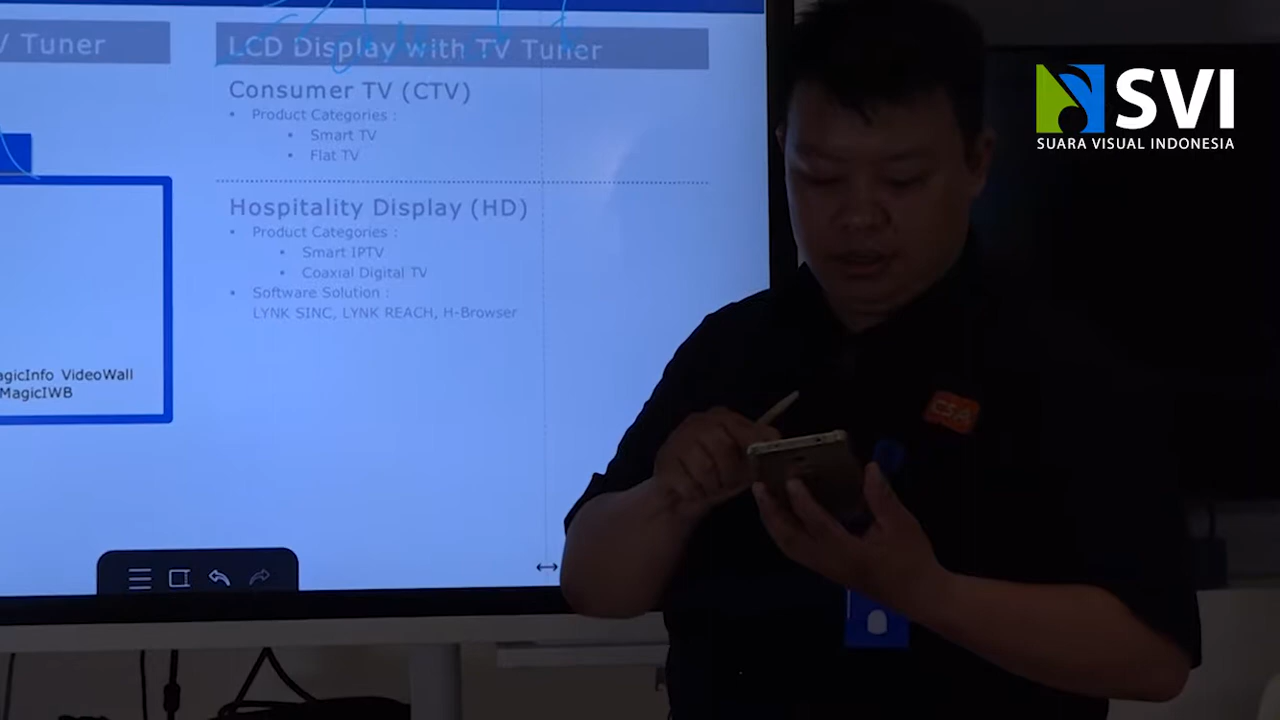 V Tuner
LCD Display with TV Tuner
Consumer TV (CTV)
• Product Categories :
• Smart TV
• Flat TV
Hospitality Display (HD)
• Product Categories :
• Smart IPTV
• Coaxial Digital TV
• Software Solution :
LYNK SINC, LYNK REACH, H-Browser
agicInfo VideoWall
MagicIWB
SVI
SUARA VISUAL INDONESIA